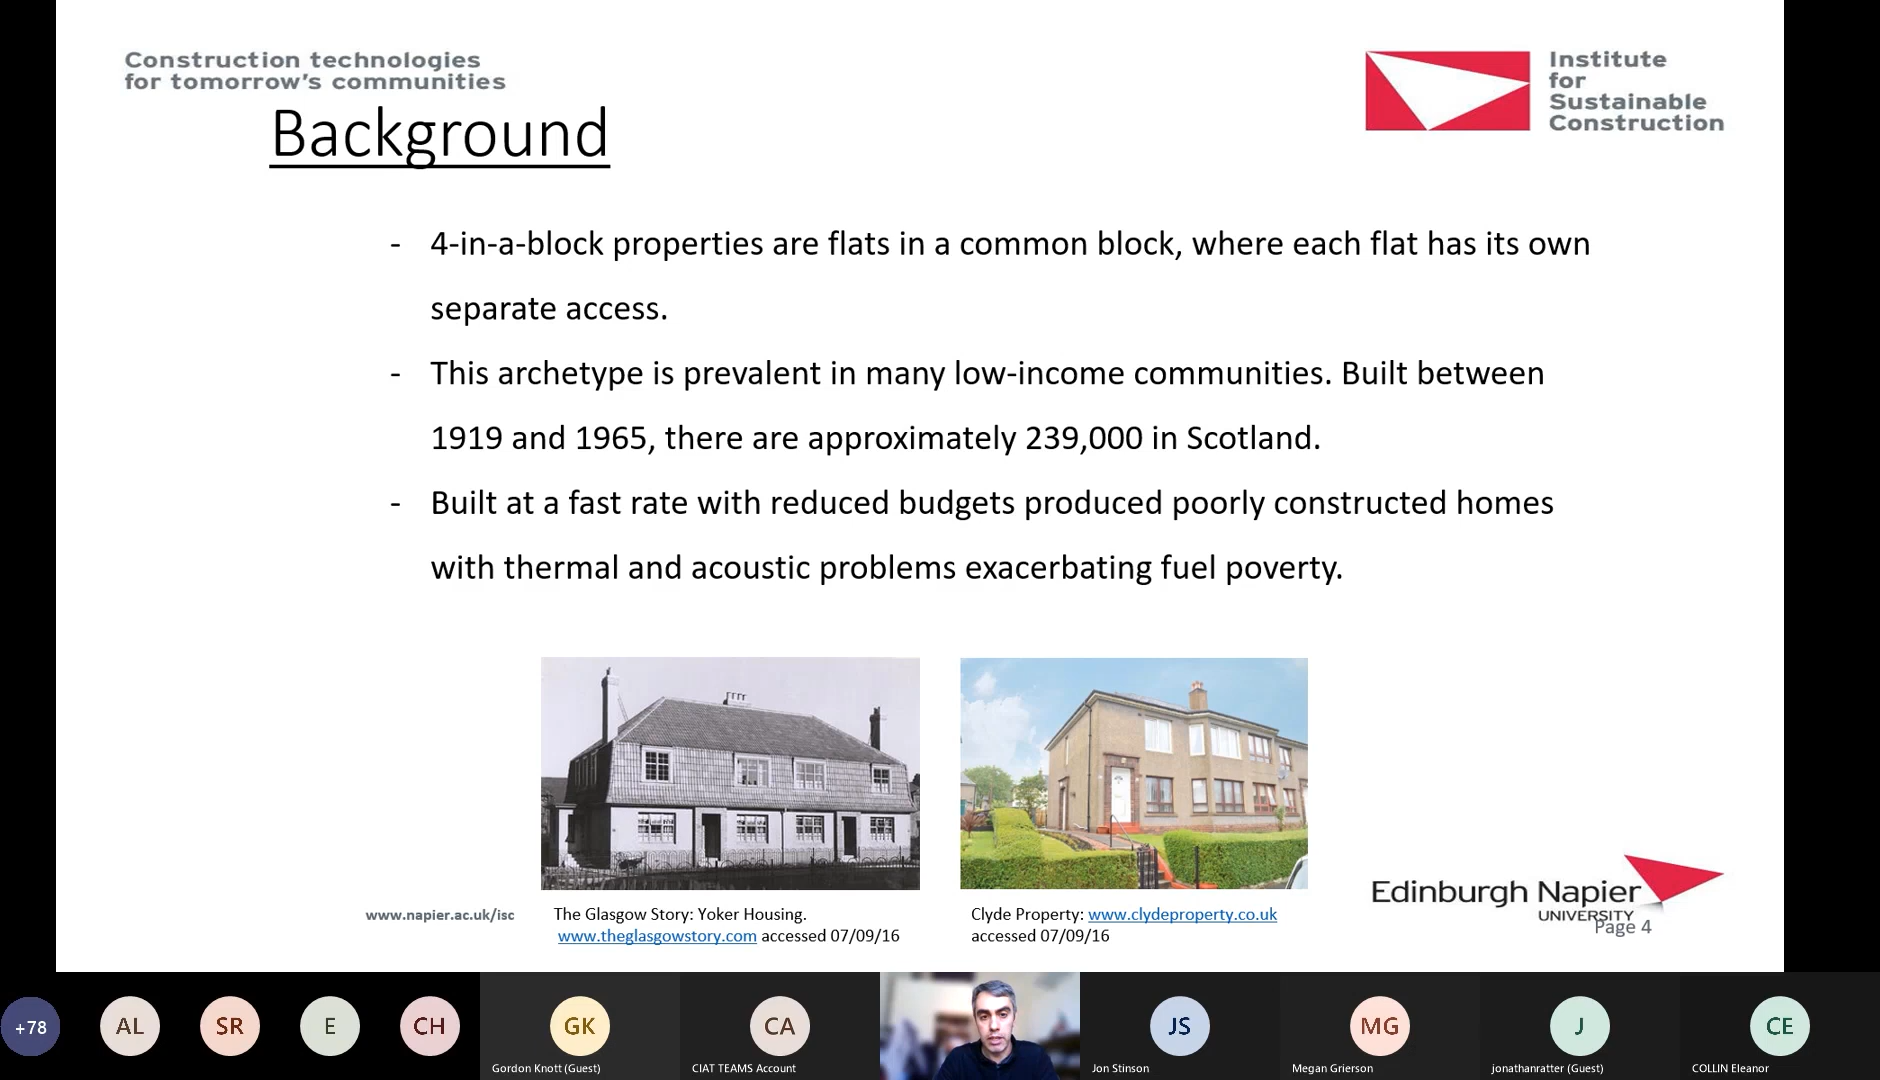 Construction technologies
for tomorrow's communities
Institute
for
Sustainable
Construction
Background
- 4-in-a-block properties are flats in a common block, where each flat has its own
separate access.
- This archetype is prevalent in many low-income communities. Built between
1919 and 1965, there are approximately 239,000 in Scotland.
- Built at a fast rate with reduced budgets produced poorly constructed homes
with thermal and acoustic problems exacerbating fuel poverty.
www.napier.ac.uk/isc
The Glasgow Story: Yoker Housing.
www.theglasgowstory.com accessed 07/09/16
Clyde Property: www.clydeproperty.co.uk
accessed 07/09/16
Edinburgh Napier
UNIVERSITY
Page 4
+78
AL
SR
E
CH
GK
Gordon Knott (Guest)
CA
CIAT TEAMS Account
JS
Jon Stinson
MG
Megan Grierson
J
jonathanratter (Guest)
CE
COLLIN Eleanor